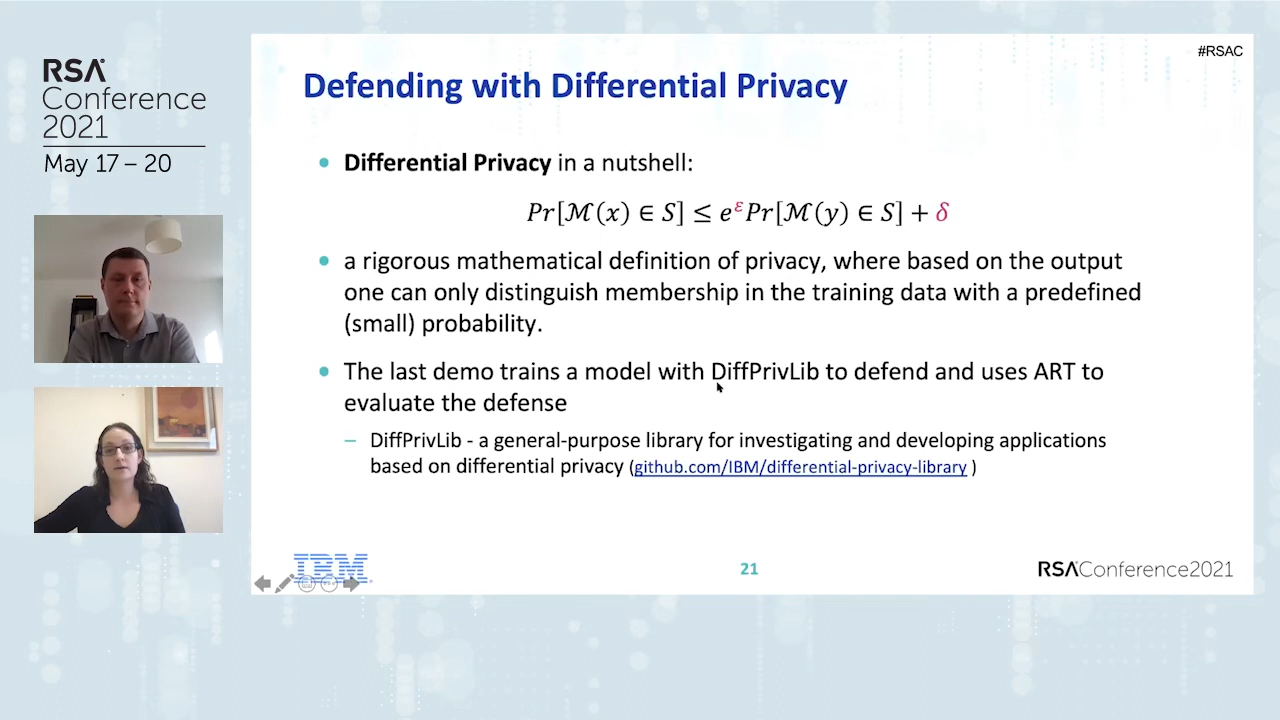 RSA
Conference
2021
May 17 – 20
#RSAC
Defending with Differential Privacy
• Differential Privacy in a nutshell:
Pr[ℳ(x) ∈ S] ≤ e^ε Pr[ℳ(y) ∈ S] + δ
• a rigorous mathematical definition of privacy, where based on the output
one can only distinguish membership in the training data with a predefined
(small) probability.
• The last demo trains a model with DiffPrivLib to defend and uses ART to
evaluate the defense
– DiffPrivLib - a general-purpose library for investigating and developing applications
based on differential privacy (github.com/IBM/differential-privacy-library )
IBM
21
RSAConference2021